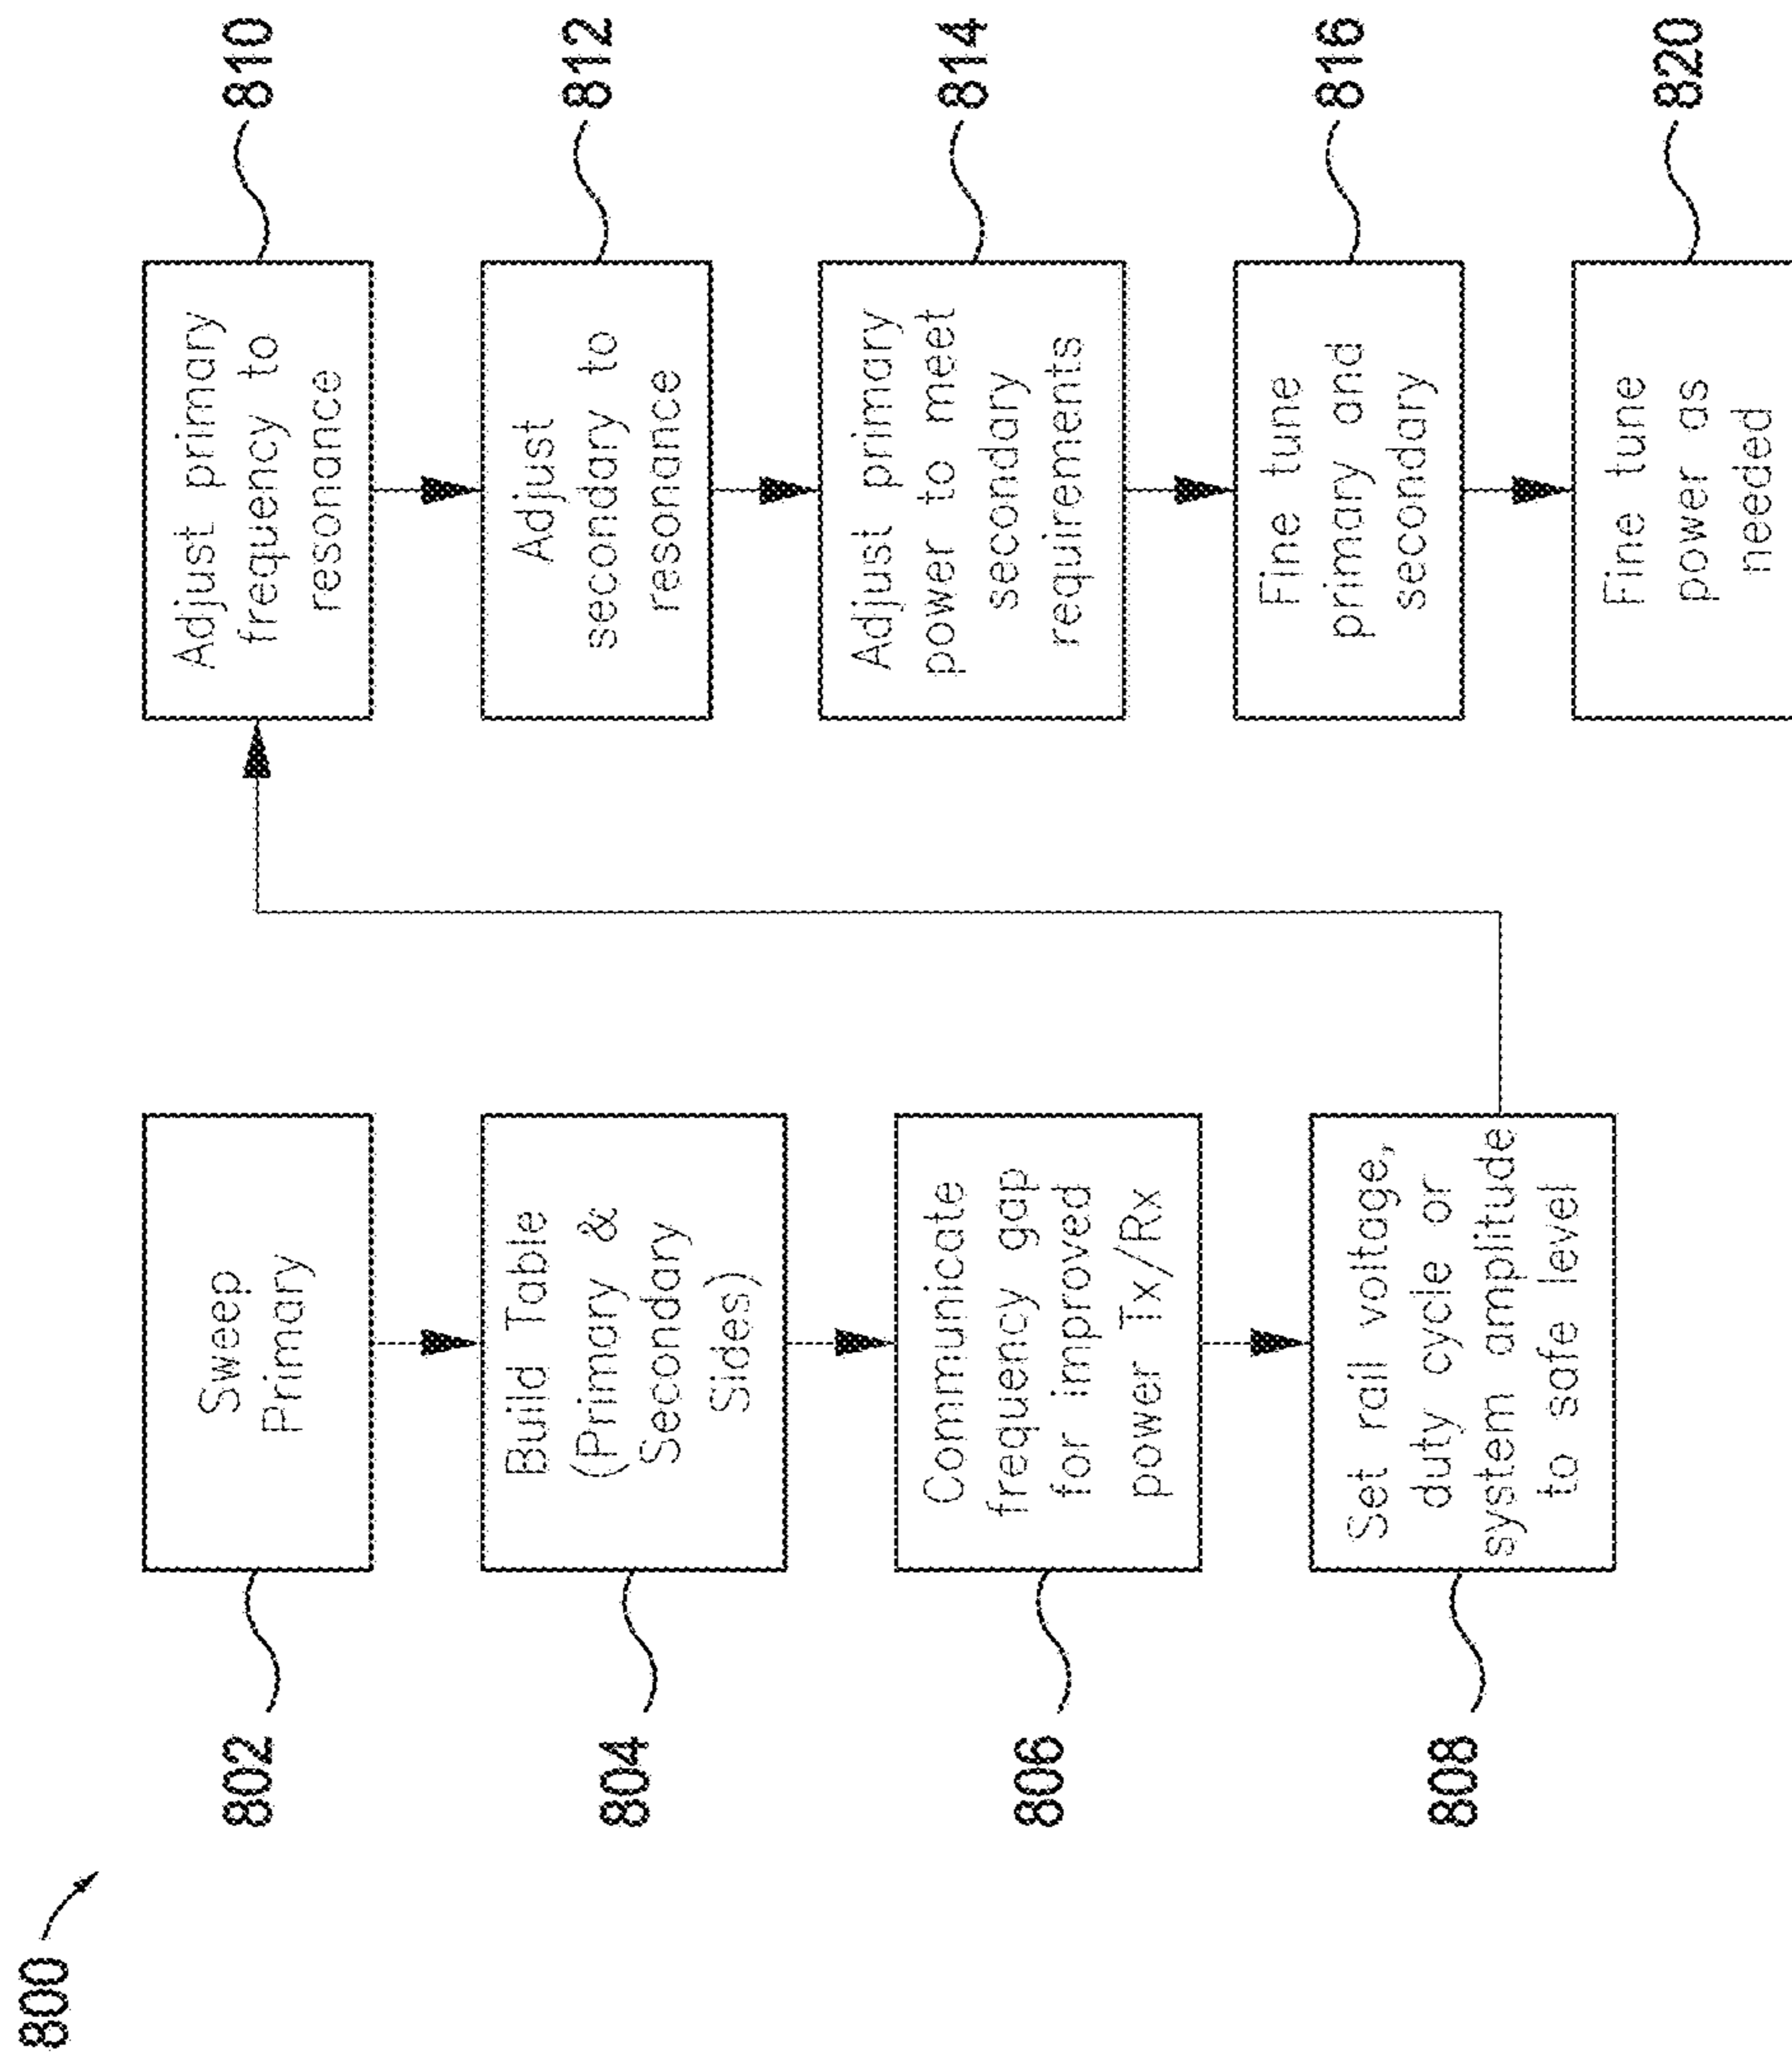 800
802
Sweep
Primary
804
Build Table
(Primary &
Secondary
Sides)
806
Communicate
frequency gap
for improved
power Tx/Rx
808
Set rail voltage,
duty cycle or
system amplitude
to safe level
Adjust primary
frequency to
resonance
810
Adjust
secondary to
resonance
812
Adjust primary
power to meet
secondary
requirements
814
Fine tune
primary and
secondary
816
Fine tune
power as
needed
820